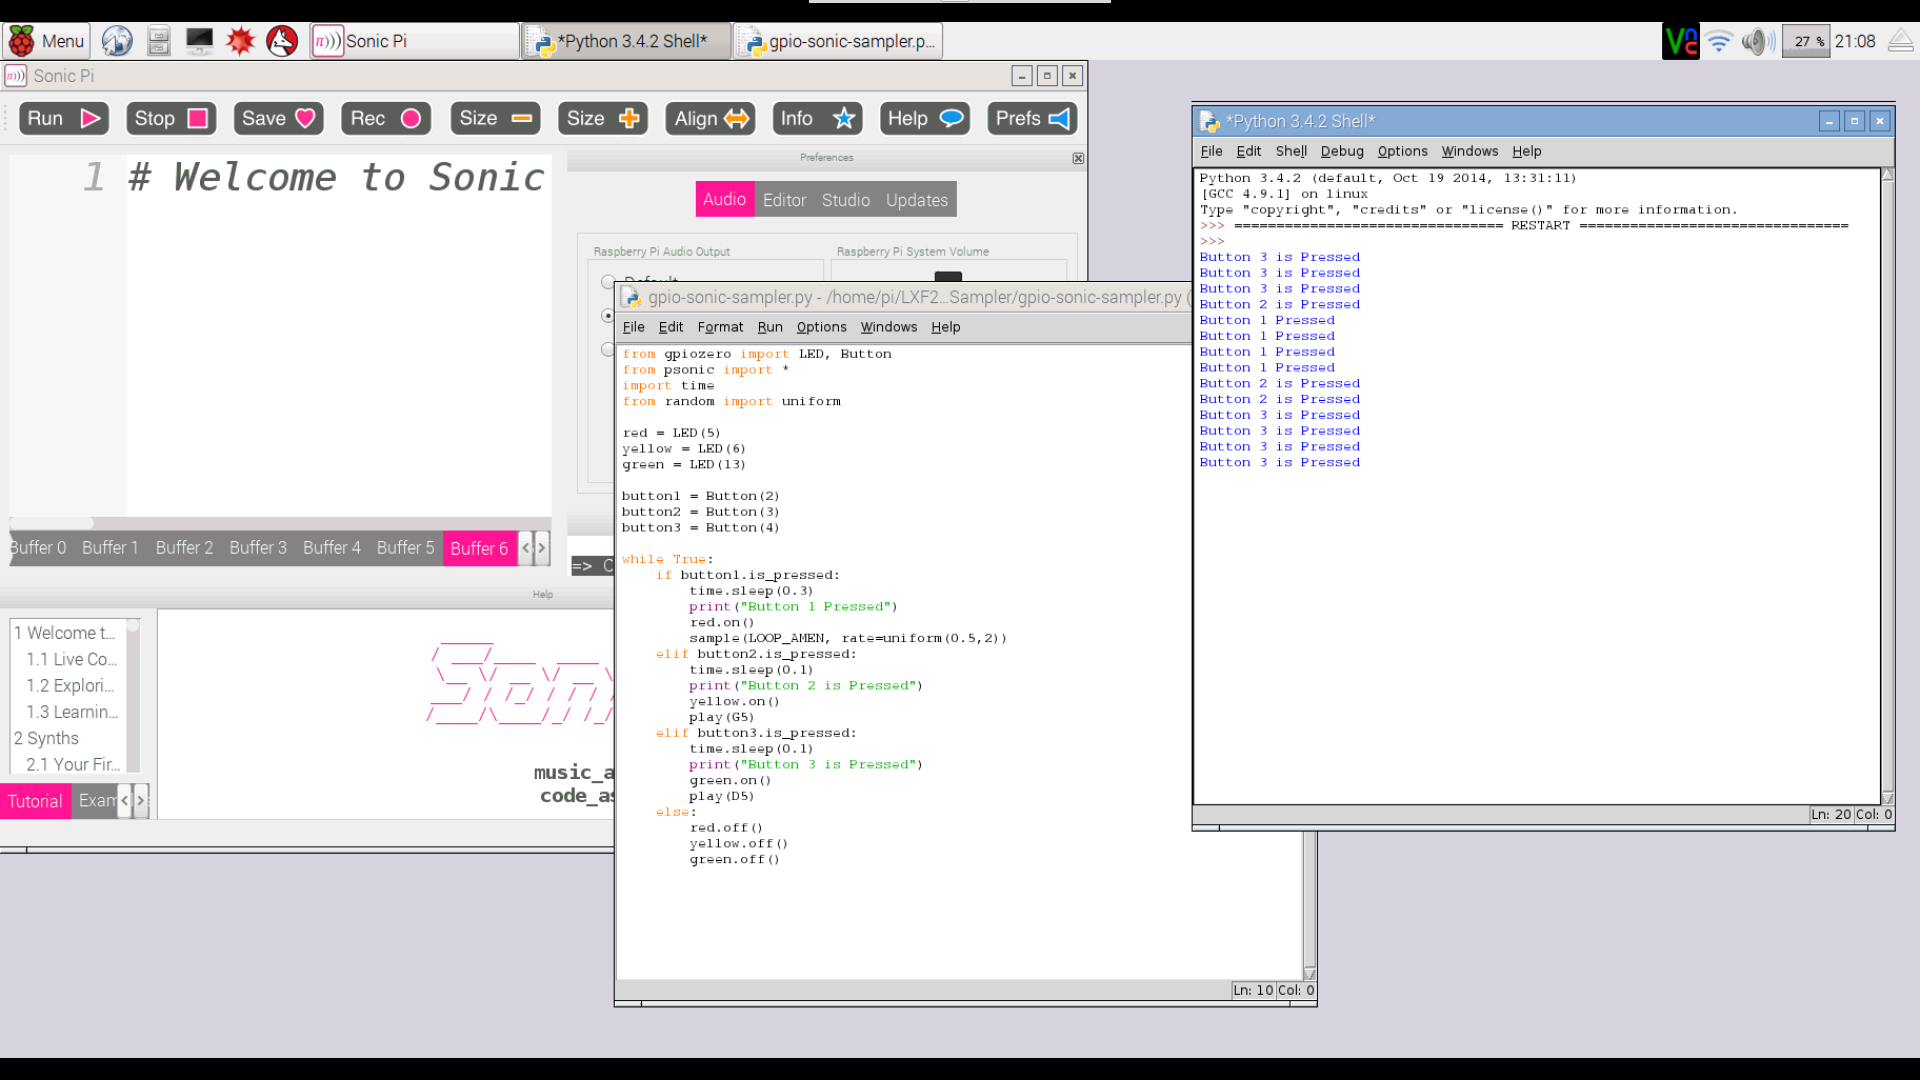 Menu
Sonic Pi
*Python 3.4.2 Shell*
gpio-sonic-sampler.p...
27 %
21:08
Sonic Pi
Run
Stop
Save
Rec
Size
Size
Align
Info
Help
Prefs
1 # Welcome to Sonic
Preferences
Audio
Editor
Studio
Updates
Raspberry Pi Audio Output
Raspberry Pi System Volume
Default
Buffer 0
Buffer 1
Buffer 2
Buffer 3
Buffer 4
Buffer 5
Buffer 6
=> C
Help
1 Welcome t...
1.1 Live Co...
1.2 Explori...
1.3 Learnin...
2 Synths
2.1 Your Fir...
Tutorial
Exam
music_a
code_as
gpio-sonic-sampler.py - /home/pi/LXF2...Sampler/gpio-sonic-sampler.py (
File Edit Format Run Options Windows Help
from gpiozero import LED, Button
from psonic import *
import time
from random import uniform
red = LED(5)
yellow = LED(6)
green = LED(13)
button1 = Button(2)
button2 = Button(3)
button3 = Button(4)
while True:
    if button1.is_pressed:
        time.sleep(0.3)
        print("Button 1 Pressed")
        red.on()
        sample(LOOP_AMEN, rate=uniform(0.5,2))
    elif button2.is_pressed:
        time.sleep(0.1)
        print("Button 2 is Pressed")
        yellow.on()
        play(G5)
    elif button3.is_pressed:
        time.sleep(0.1)
        print("Button 3 is Pressed")
        green.on()
        play(D5)
    else:
        red.off()
        yellow.off()
        green.off()
Ln: 10 Col: 0
*Python 3.4.2 Shell*
File Edit Shell Debug Options Windows Help
Python 3.4.2 (default, Oct 19 2014, 13:31:11)
[GCC 4.9.1] on linux
Type "copyright", "credits" or "license()" for more information.
>>> ================================ RESTART ================================
>>>
Button 3 is Pressed
Button 3 is Pressed
Button 3 is Pressed
Button 2 is Pressed
Button 1 Pressed
Button 1 Pressed
Button 1 Pressed
Button 1 Pressed
Button 2 is Pressed
Button 2 is Pressed
Button 3 is Pressed
Button 3 is Pressed
Button 3 is Pressed
Button 3 is Pressed
Ln: 20 Col: 0